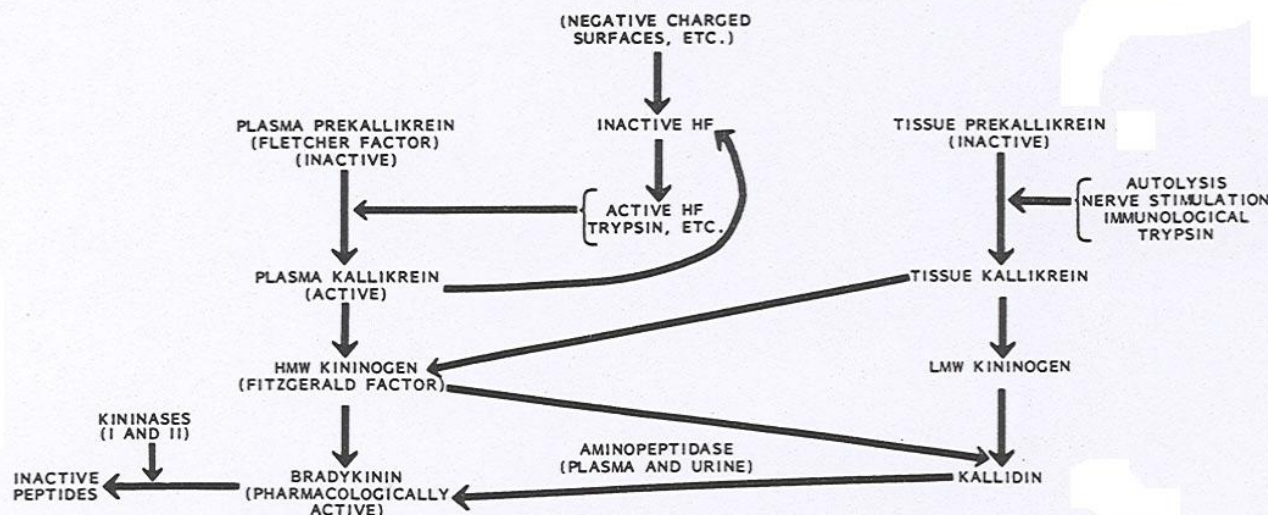 (NEGATIVE CHARGED
SURFACES, ETC.)
PLASMA PREKALLIKREIN
(FLETCHER FACTOR)
(INACTIVE)
INACTIVE HF
TISSUE PREKALLIKREIN
(INACTIVE)
ACTIVE HF
TRYPSIN, ETC.
AUTOLYSIS
NERVE STIMULATION
IMMUNOLOGICAL
TRYPSIN
PLASMA KALLIKREIN
(ACTIVE)
TISSUE KALLIKREIN
HMW KININOGEN
(FITZGERALD FACTOR)
LMW KININOGEN
KININASES
(I AND II)
AMINOPEPTIDASE
(PLASMA AND URINE)
INACTIVE
PEPTIDES
BRADYKININ
(PHARMACOLOGICALLY
ACTIVE)
KALLIDIN